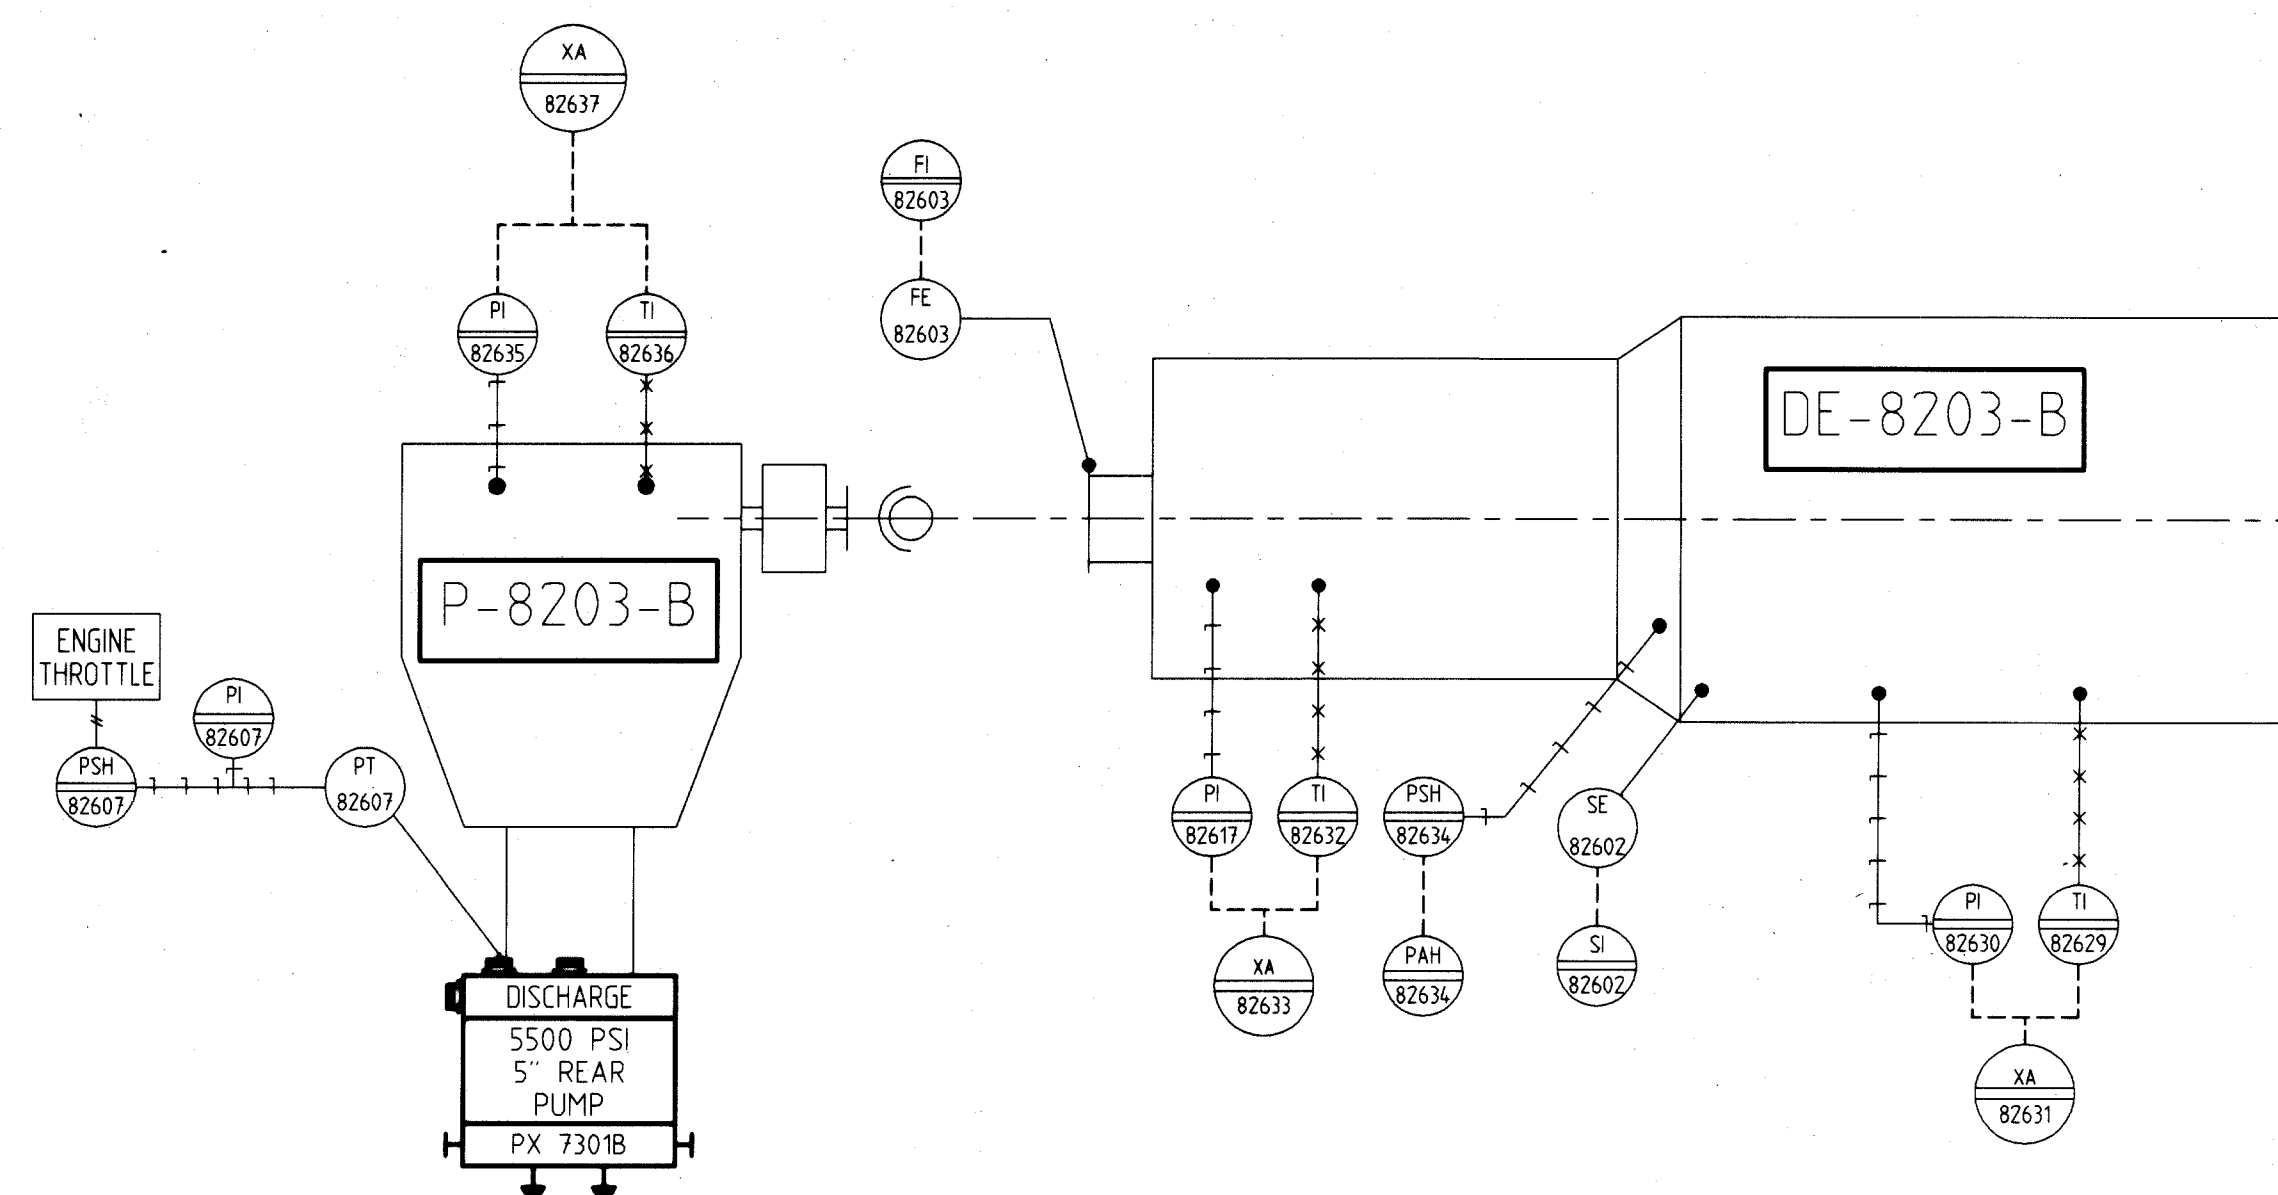 XA
82637
FI
82603
FE
82603
PI
82635
TI
82636
DE-8203-B
P-8203-B
ENGINE
THROTTLE
PI
82607
PSH
82607
PT
82607
PI
82617
TI
82632
PSH
82634
SE
82602
PI
82630
TI
82629
XA
82633
PAH
82634
SI
82602
XA
82631
DISCHARGE
5500 PSI
5" REAR
PUMP
PX 7301B